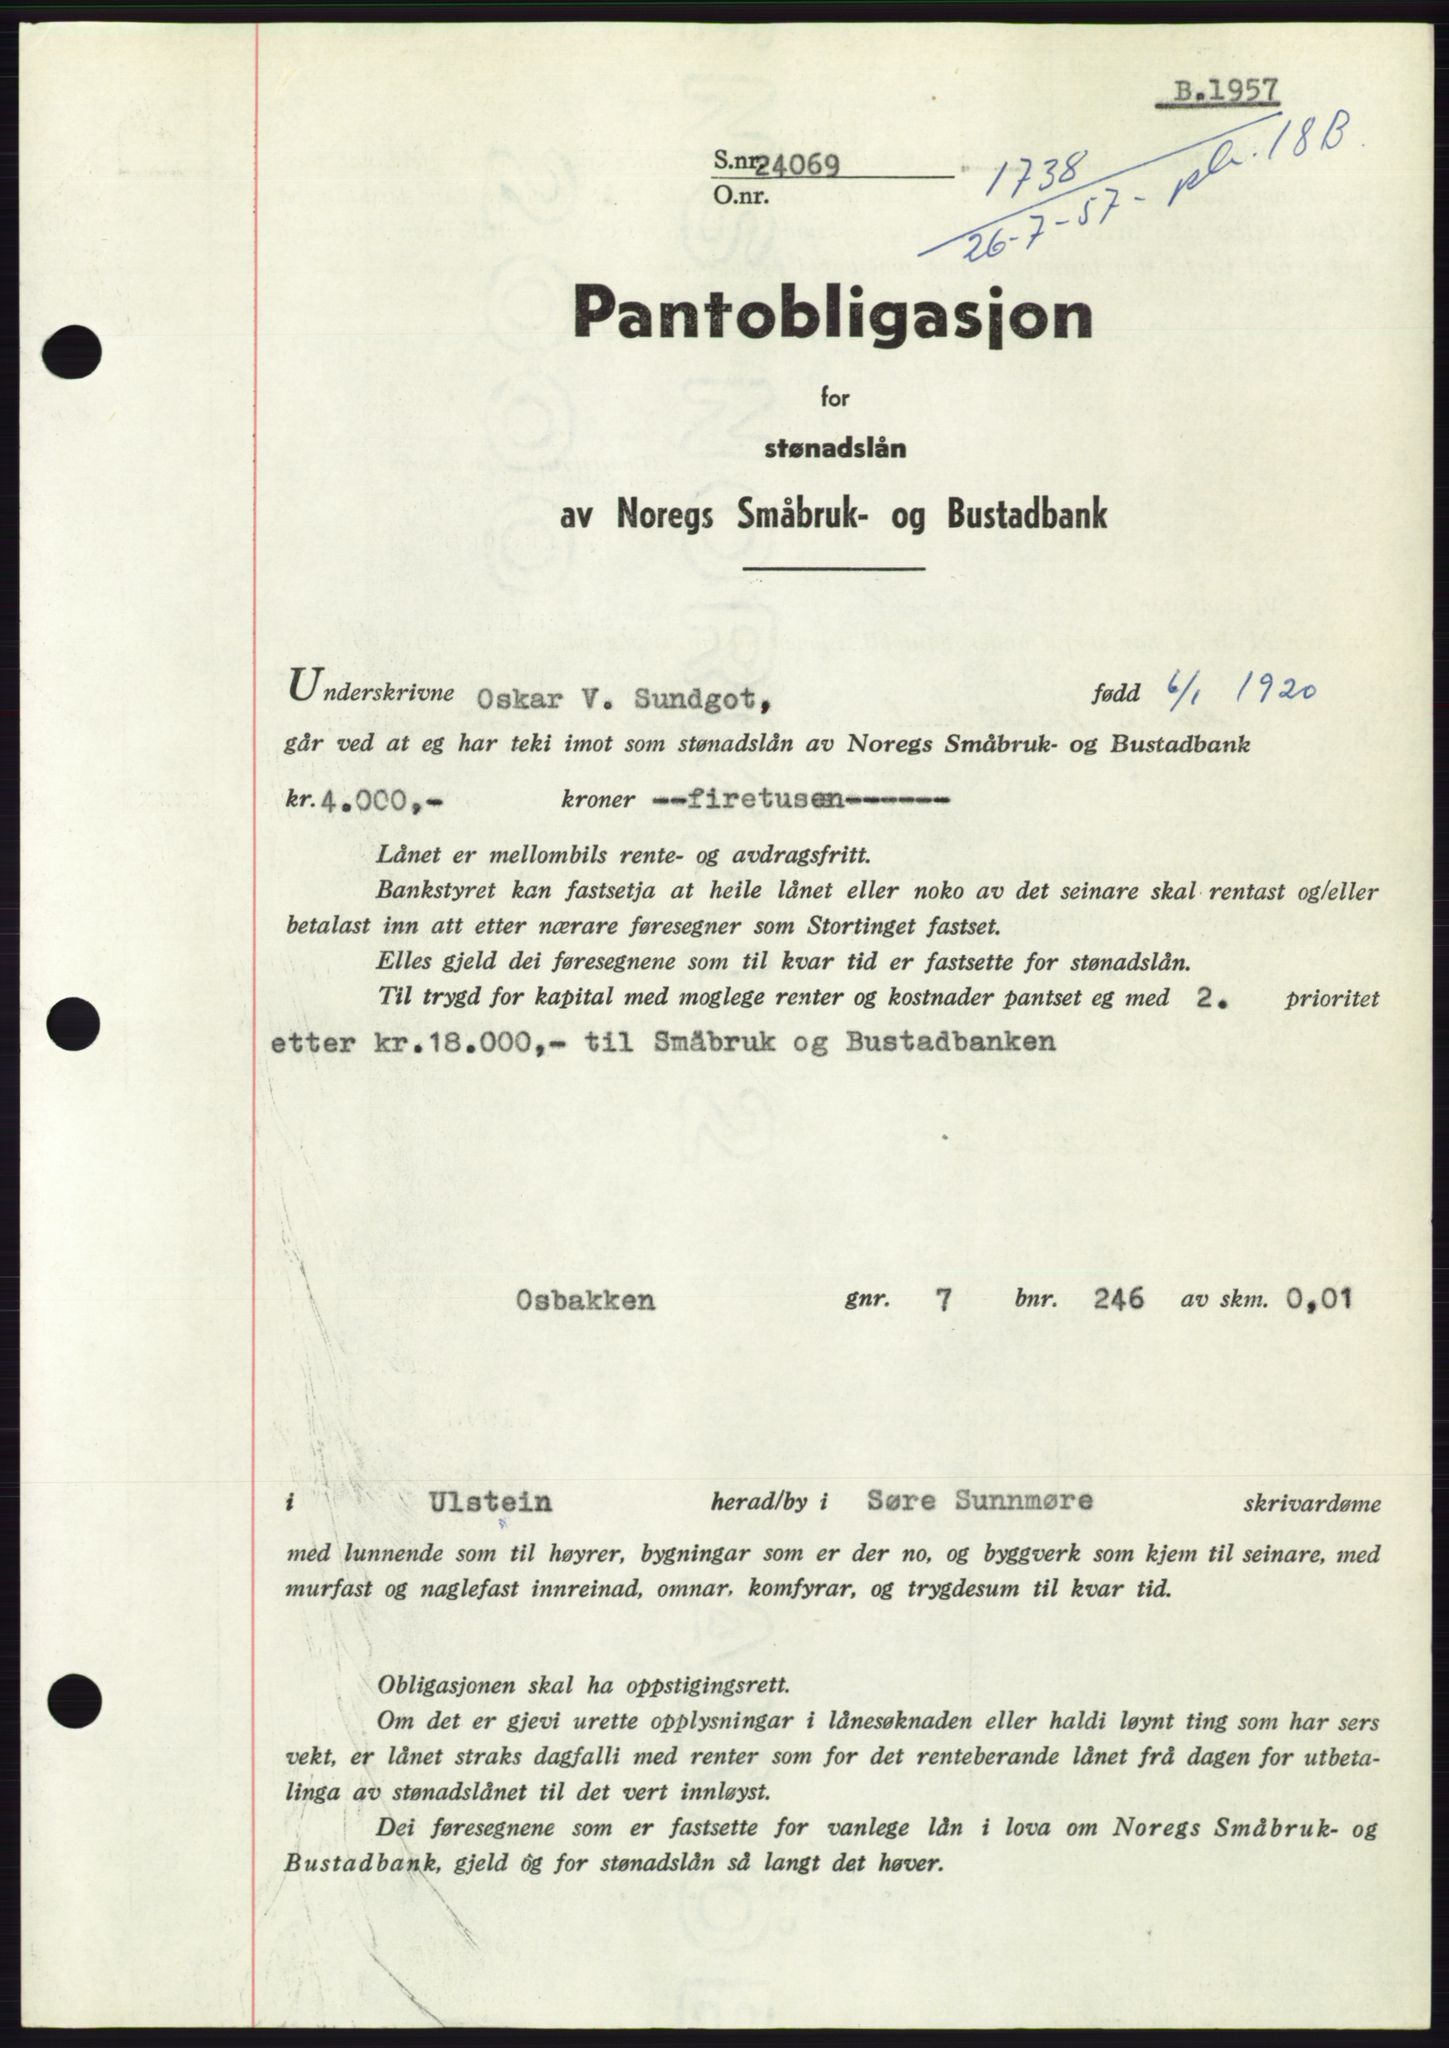 B.1957
S.nr. 24069
O.nr.
1738
26-7-57- pk. 18B.
Pantobligasjon
for
stønadslån
av Noregs Småbruk- og Bustadbank
Underskrivne Oskar V. Sundgot, fødd 6/1 1920
går ved at eg har teki imot som stønadslån av Noregs Småbruk- og Bustadbank
kr. 4.000,- kroner --firetusen------
Lånet er mellombils rente- og avdragsfritt.
Bankstyret kan fastsetja at heile lånet eller noko av det seinare skal rentast og/eller
betalast inn att etter nærare føresegner som Stortinget fastset.
Elles gjeld dei føresegnene som til kvar tid er fastsette for stønadslån.
Til trygd for kapital med moglege renter og kostnader pantset eg med 2. prioritet
etter kr.18.000,- til Småbruk og Bustadbanken
Osbakken gnr. 7 bnr. 246 av skm. 0,01
i Ulstein herad/by i Søre Sunnmøre skrivardøme
med lunnende som til høyrer, bygningar som er der no, og byggverk som kjem til seinare, med
murfast og naglefast innreinad, omnar, komfyrar, og trygdesum til kvar tid.
Obligasjonen skal ha oppstigingsrett.
Om det er gjevi urette opplysningar i lånesøknaden eller haldi løynt ting som har sers
vekt, er lånet straks dagfalli med renter som for det renteberande lånet frå dagen for utbeta-
linga av stønadslånet til det vert innløyst.
Dei føresegnene som er fastsette for vanlege lån i lova om Noregs Småbruk- og
Bustadbank, gjeld óg for stønadslån så langt det høver.